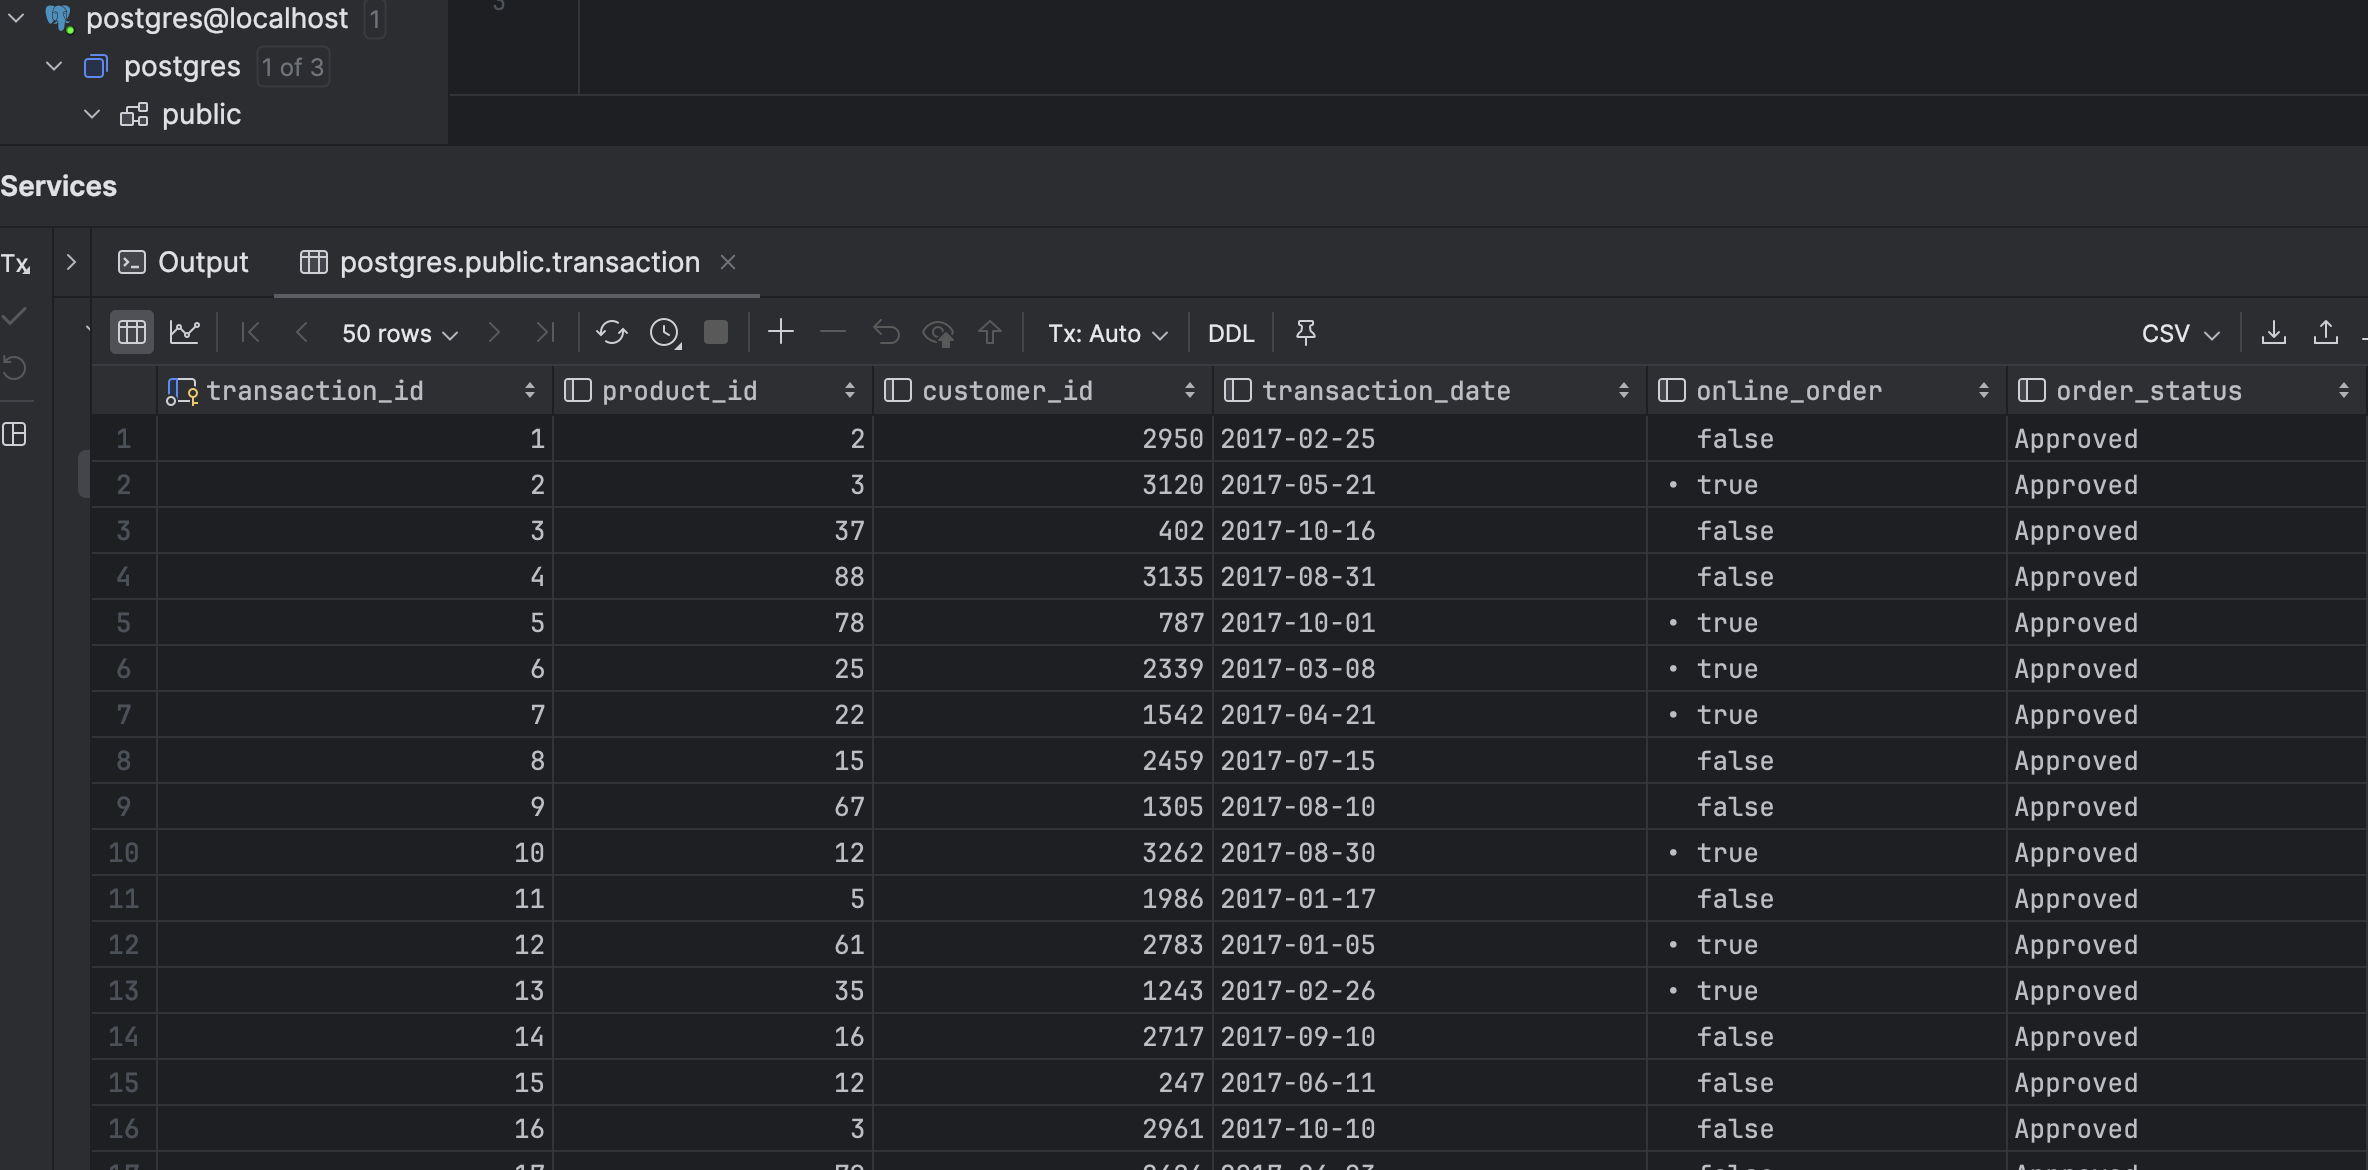 postgres@localhost 1
postgres 1 of 3
public
Services
Tx
Output postgres.public.transaction
50 rows Tx: Auto DDL CSV
transaction_id product_id customer_id transaction_date online_order order_status
1 1 2 2950 2017-02-25 false Approved
2 2 3 3120 2017-05-21 • true Approved
3 3 37 402 2017-10-16 false Approved
4 4 88 3135 2017-08-31 false Approved
5 5 78 787 2017-10-01 • true Approved
6 6 25 2339 2017-03-08 • true Approved
7 7 22 1542 2017-04-21 • true Approved
8 8 15 2459 2017-07-15 false Approved
9 9 67 1305 2017-08-10 false Approved
10 10 12 3262 2017-08-30 • true Approved
11 11 5 1986 2017-01-17 false Approved
12 12 61 2783 2017-01-05 • true Approved
13 13 35 1243 2017-02-26 • true Approved
14 14 16 2717 2017-09-10 false Approved
15 15 12 247 2017-06-11 false Approved
16 16 3 2961 2017-10-10 false Approved